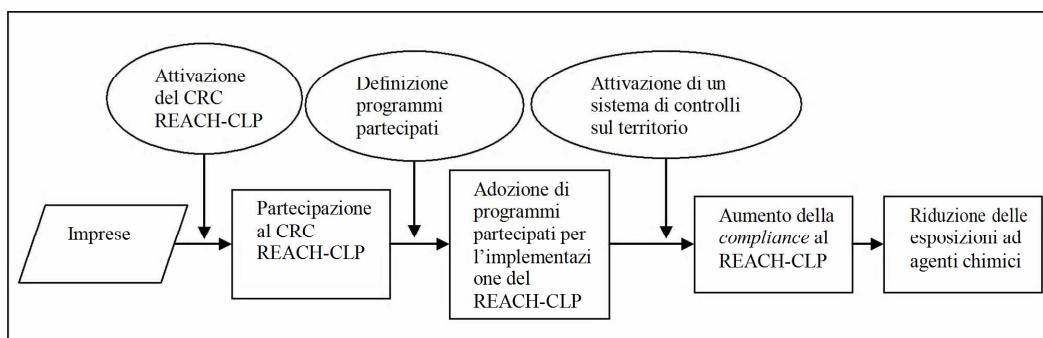 Attivazione
del CRC
REACH-CLP
Definizione
programmi
partecipati
Attivazione di un
sistema di controlli
sul territorio
Imprese
Partecipazione
al CRC
REACH-CLP
Adozione di
programmi
partecipati per
l’implementazi
one del
REACH-CLP
Aumento della
compliance al
REACH-CLP
Riduzione delle
esposizioni ad
agenti chimici